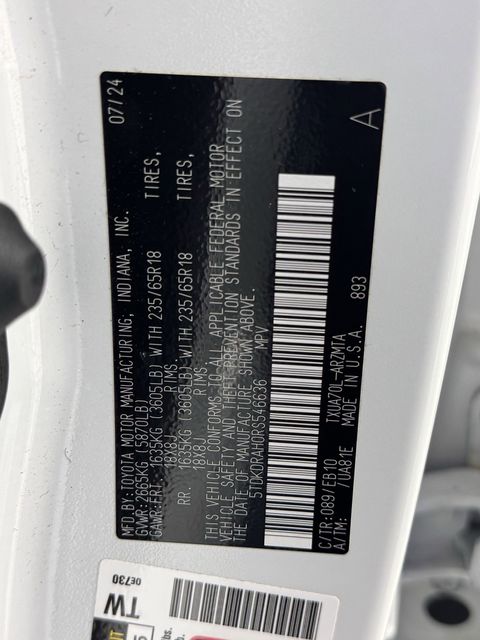 MFD.BY:TOYOTA MOTOR MANUFACTURING, INDIANA, INC. 07/24
GVWR:2665KG (5870LB)
GAWR:FRT. 1635KG (3605LB) WITH 235/65R18 TIRES,
18X8J RIMS
RR. 1635KG (3605LB) WITH 235/65R18 TIRES,
18X8J RIMS
THIS VEHICLE CONFORMS TO ALL APPLICABLE FEDERAL MOTOR
VEHICLE SAFETY AND THEFT PREVENTION STANDARDS IN EFFECT ON
THE DATE OF MANUFACTURE SHOWN ABOVE.
5TDKDRAH0RS546636 MPV
C/TR:089/EB10 TXUA70L-ARZMTA
A/TM: /UA81E MADE IN U.S.A. 893
A
TW
0E730
lbs.